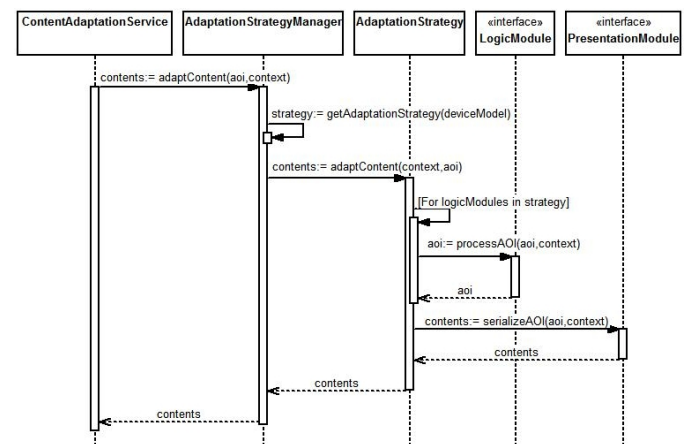 ContentAdaptationService
AdaptationStrategyManager
AdaptationStrategy
«interface»
LogicModule
«interface»
PresentationModule
contents:= adaptContent(aoi,context)
strategy:= getAdaptationStrategy(deviceModel)
contents:= adaptContent(context,aoi)
[For logicModules in strategy]
aoi:= processAOI(aoi,context)
aoi
contents:= serializeAOI(aoi,context)
contents
contents
contents